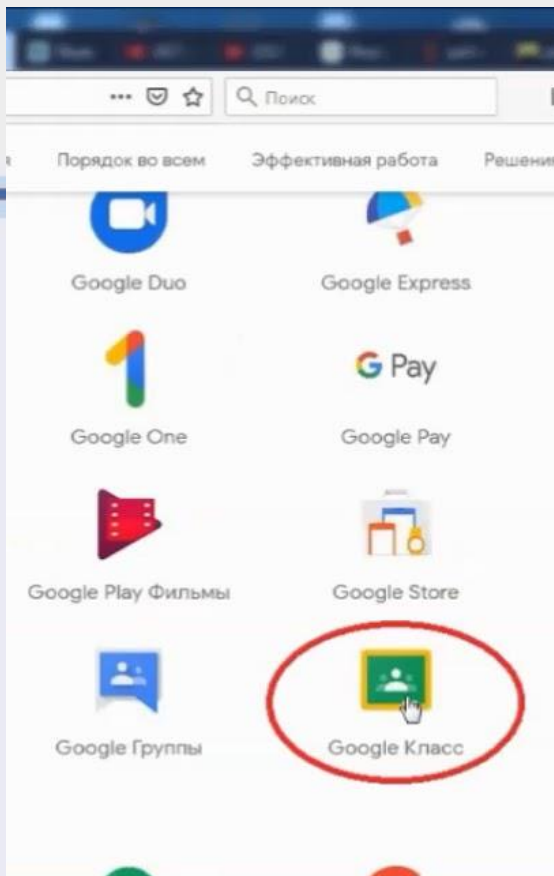 Поиск
Порядок во всем Эффективная работа Решения
Google Duo Google Express
G Pay
Google One Google Pay
Google Play Фильмы Google Store
Google Группы Google Класс